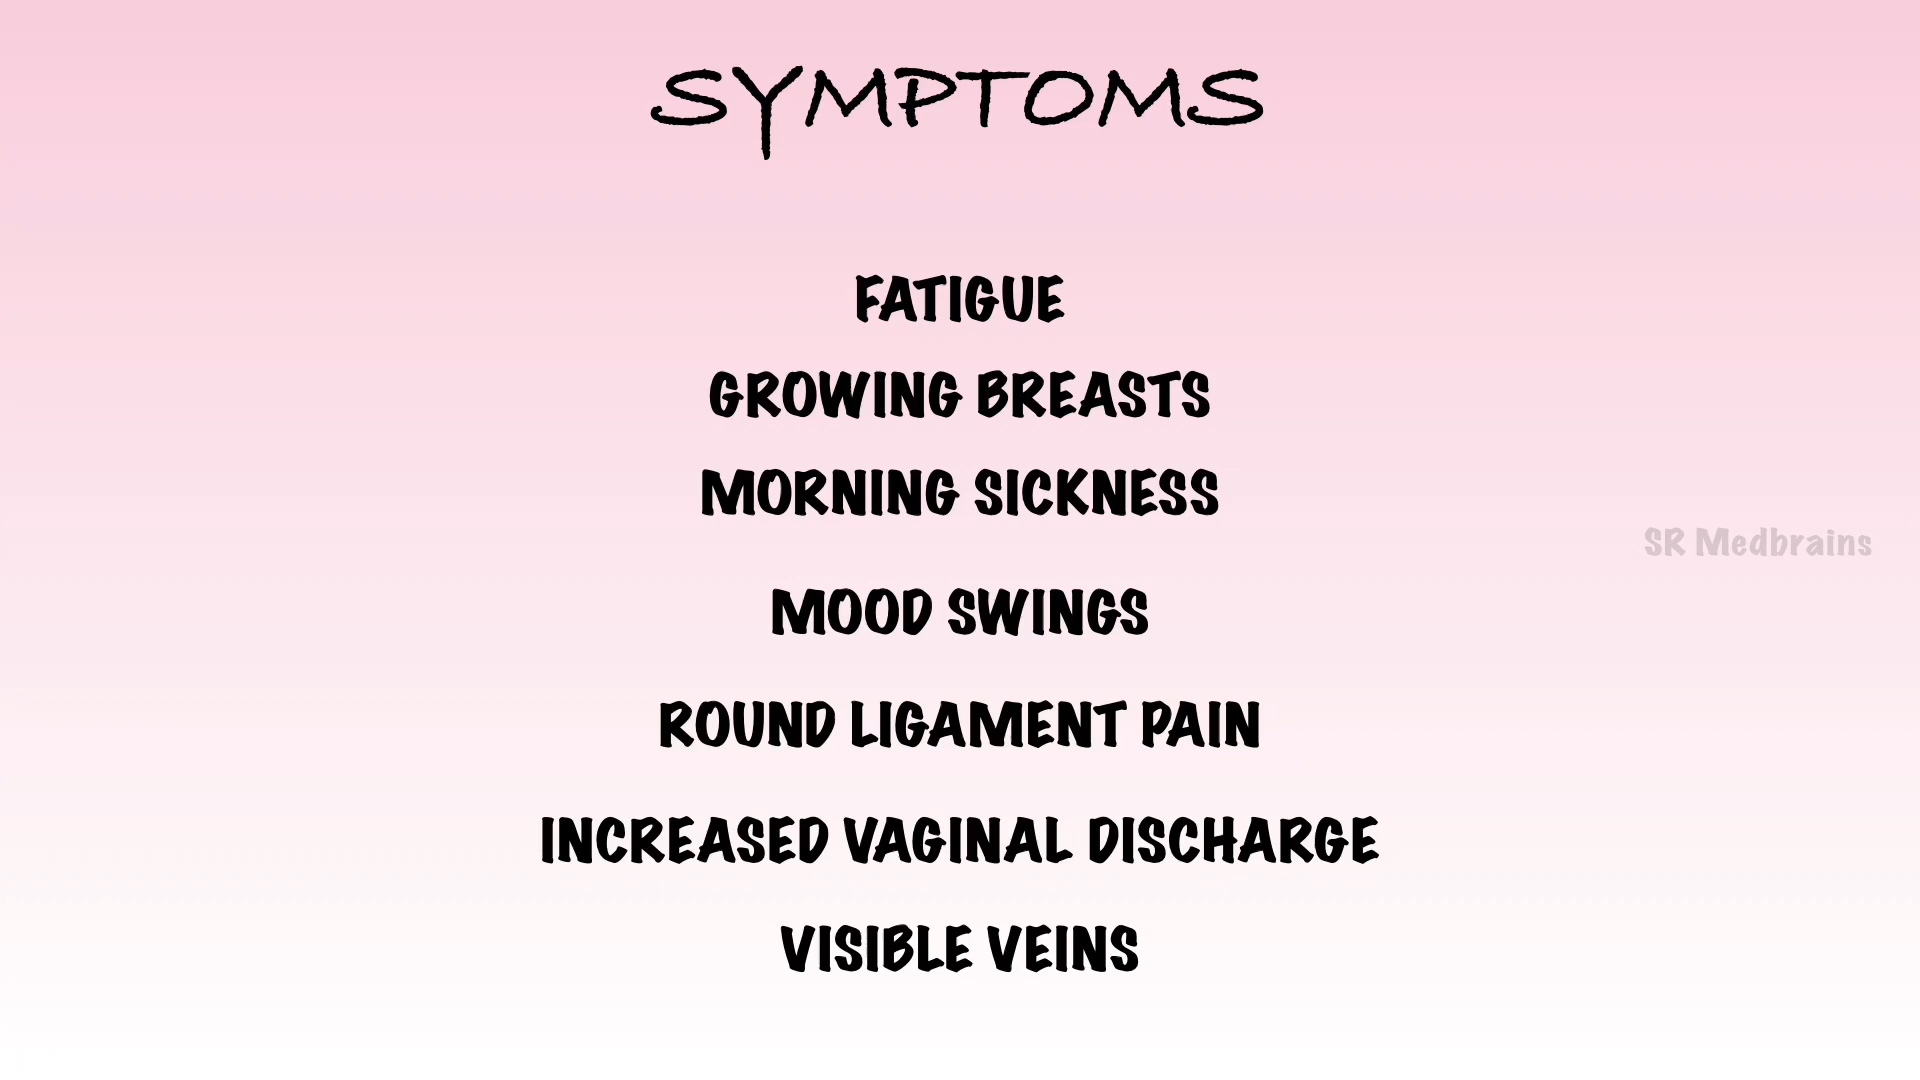 SYMPTOMS
FATIGUE
GROWING BREASTS
MORNING SICKNESS
SR Medbrains
MOOD SWINGS
ROUND LIGAMENT PAIN
INCREASED VAGINAL DISCHARGE
VISIBLE VEINS